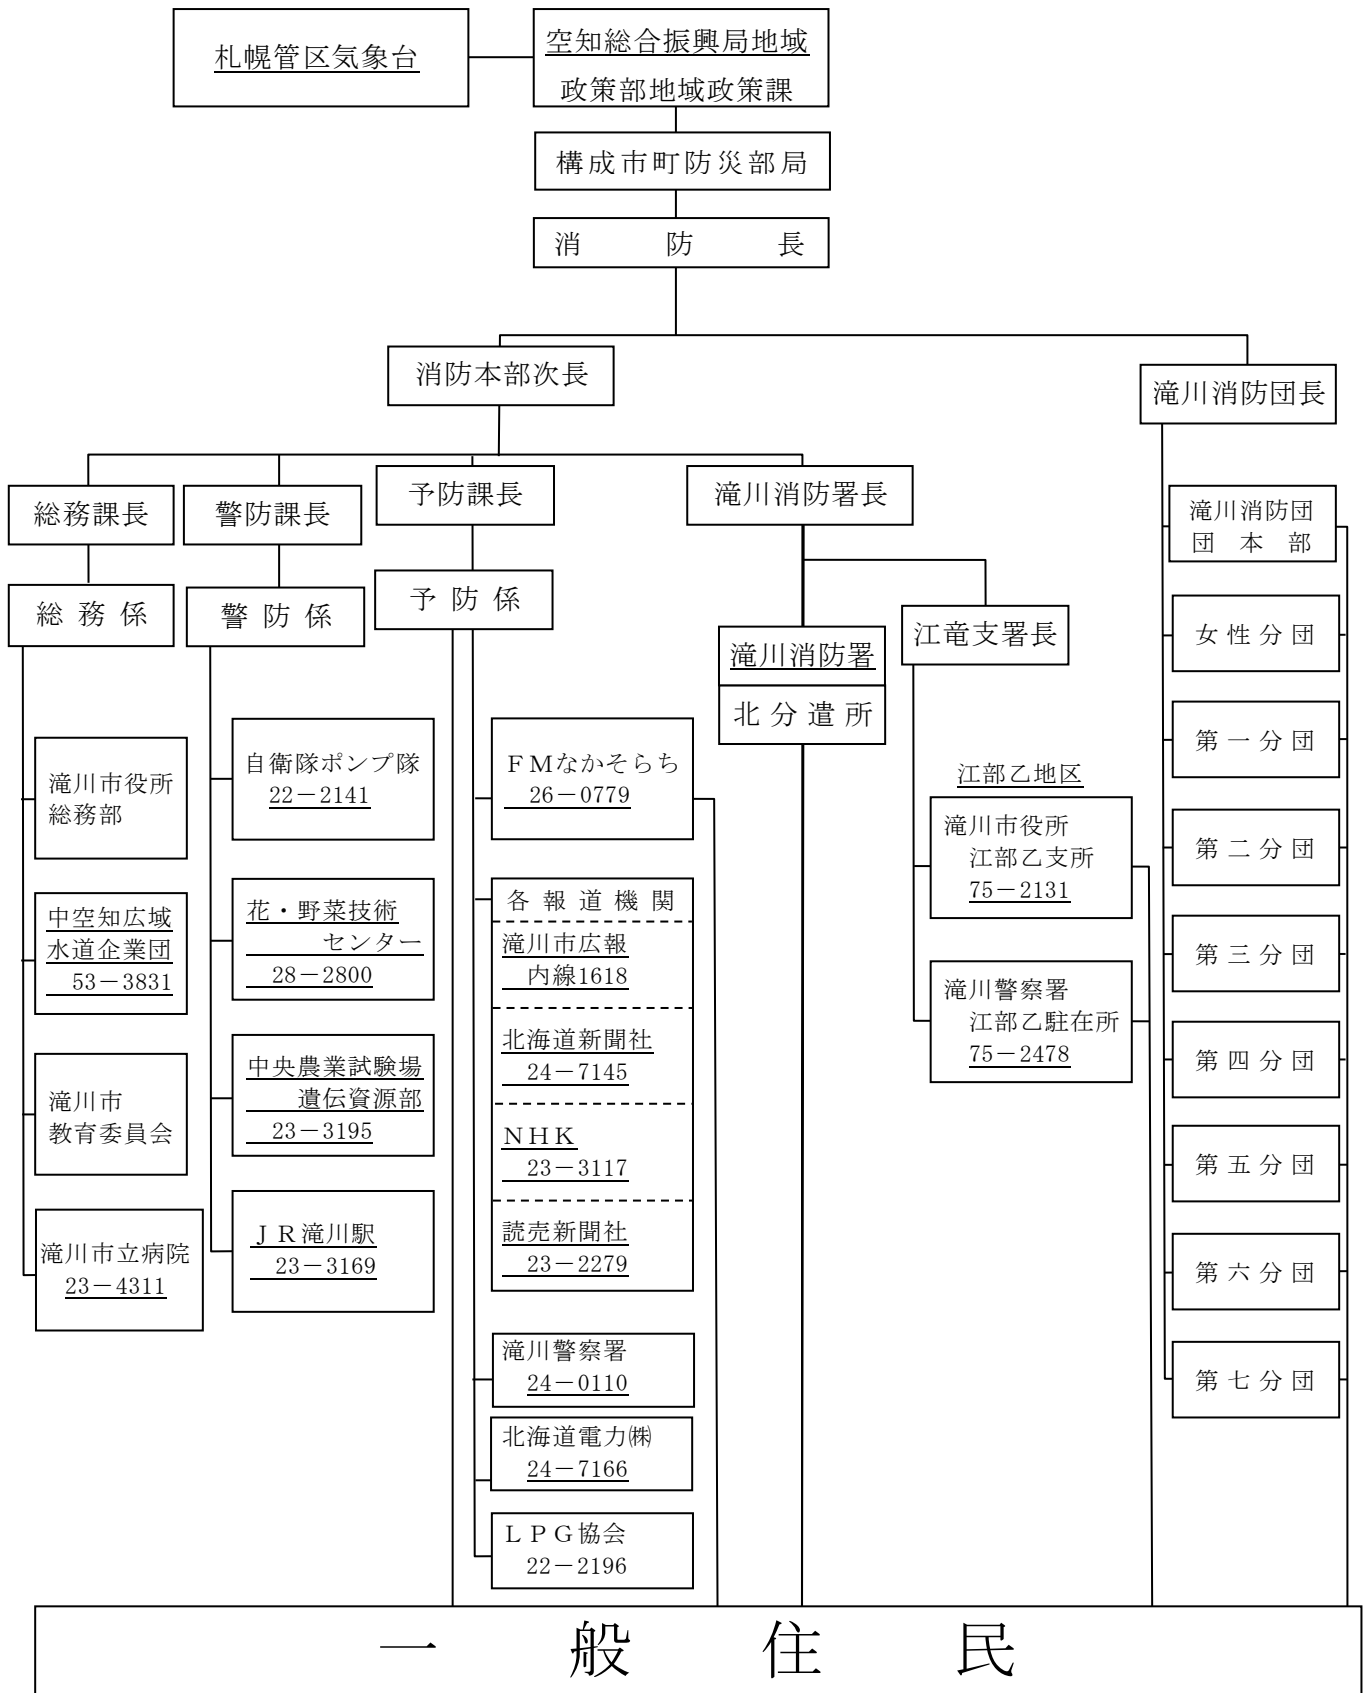 札幌管区気象台
空知総合振興局地域
政策部地域政策課
構成市町防災部局
消防長
消防本部次長
滝川消防団長
総務課長
警防課長
予防課長
滝川消防署長
総務係
警防係
予防係
滝川消防署
北分遣所
江竜支署長
滝川市役所
総務部
中空知広域
水道企業団
53－3831
滝川市
教育委員会
滝川市立病院
23－4311
自衛隊ポンプ隊
22－2141
花・野菜技術
センター
28－2800
中央農業試験場
遺伝資源部
23－3195
ＪＲ滝川駅
23－3169
ＦＭなかそらち
26－0779
各報道機関
滝川市広報
内線1618
北海道新聞社
24－7145
ＮＨＫ
23－3117
読売新聞社
23－2279
滝川警察署
24－0110
北海道電力㈱
24－7166
ＬＰＧ協会
22－2196
江部乙地区
滝川市役所
江部乙支所
75－2131
滝川警察署
江部乙駐在所
75－2478
滝川消防団
団本部
女性分団
第一分団
第二分団
第三分団
第四分団
第五分団
第六分団
第七分団
一般住民